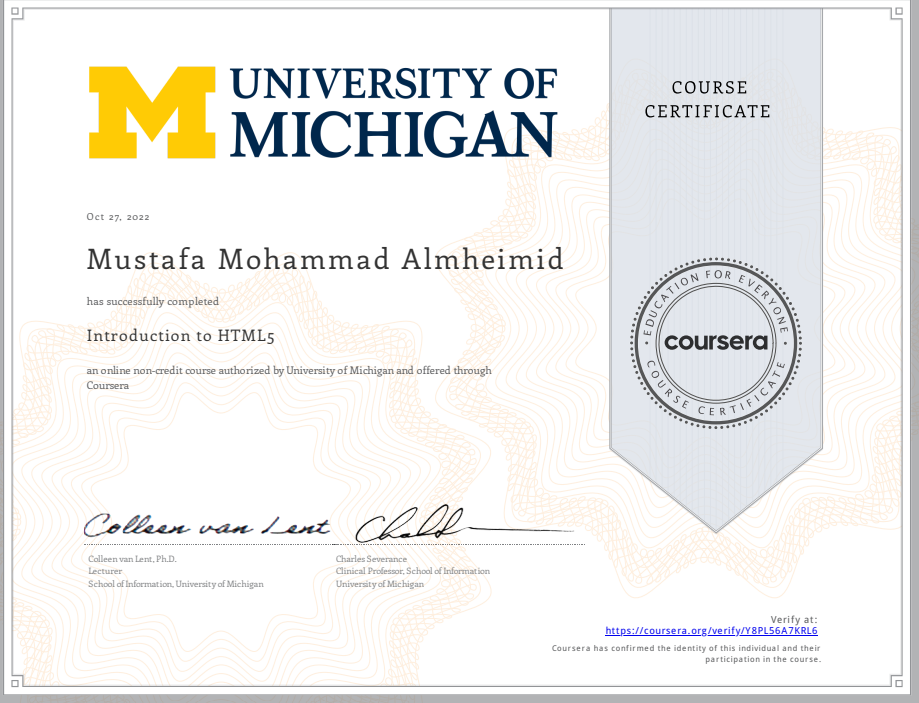 UNIVERSITY OF
MICHIGAN
COURSE
CERTIFICATE
Oct 27, 2022
Mustafa Mohammad Almheimid
has successfully completed
Introduction to HTML5
an online non-credit course authorized by University of Michigan and offered through
Coursera
EDUCATION FOR EVERYONE
coursera
COURSE CERTIFICATE
Colleen van Lent
Colleen van Lent, Ph.D.
Lecturer
School of Information, University of Michigan
Charles Severance
Clinical Professor, School of Information
University of Michigan
Verify at:
https://coursera.org/verify/Y8PL56A7KRL6
Coursera has confirmed the identity of this individual and their
participation in the course.